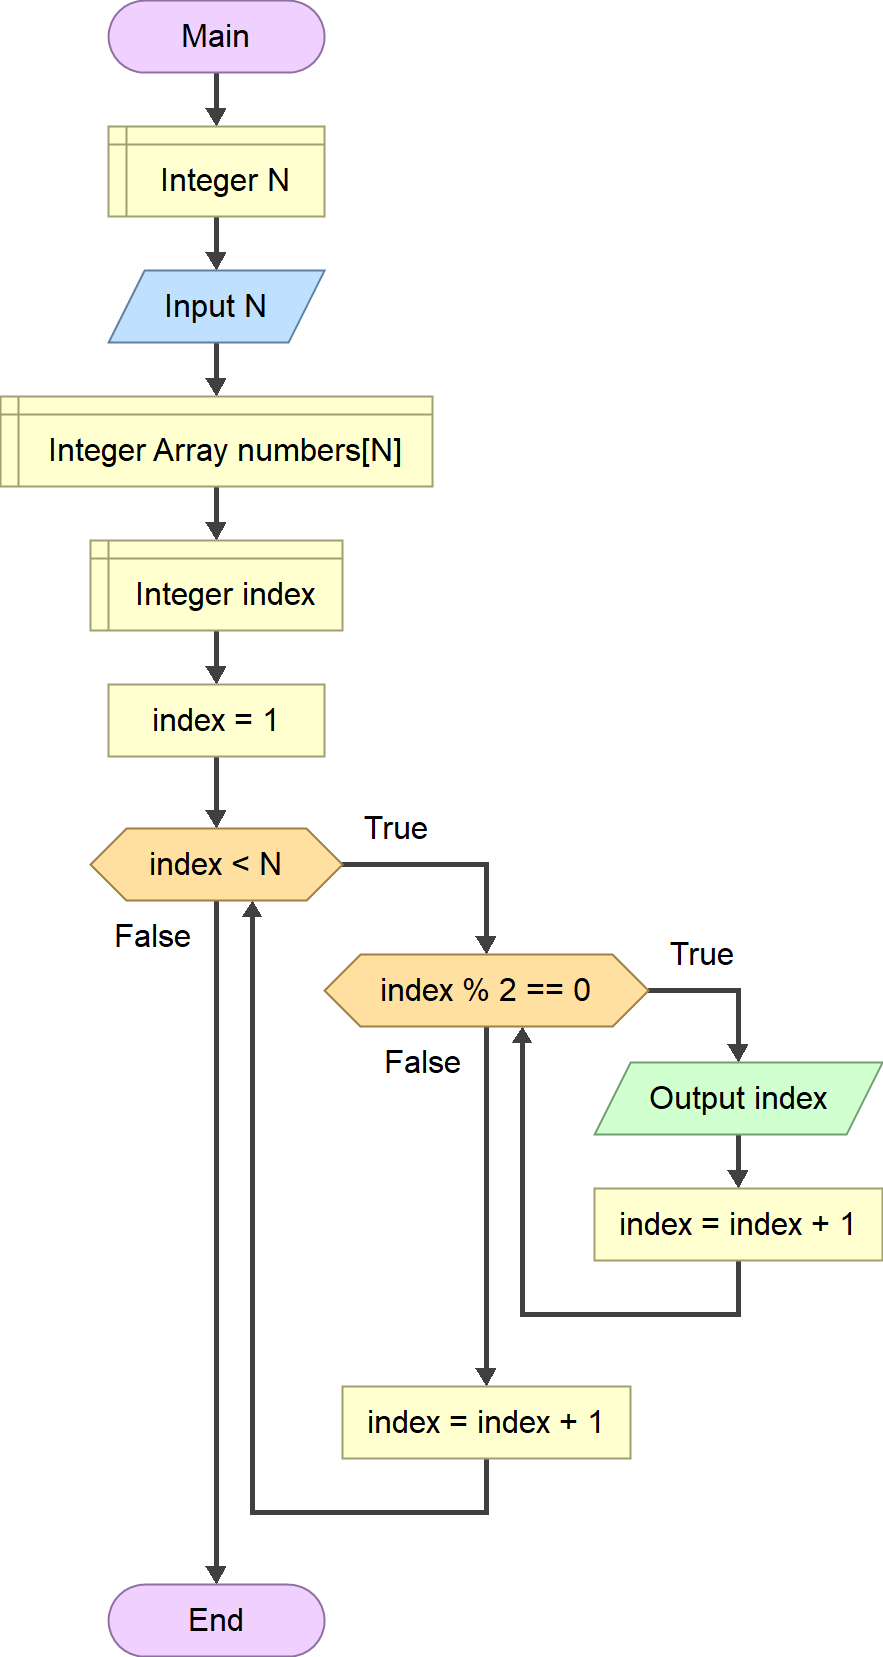 Main
Integer N
Input N
Integer Array numbers[N]
Integer index
index = 1
index < N
True
False
index % 2 == 0
True
False
Output index
index = index + 1
index = index + 1
End